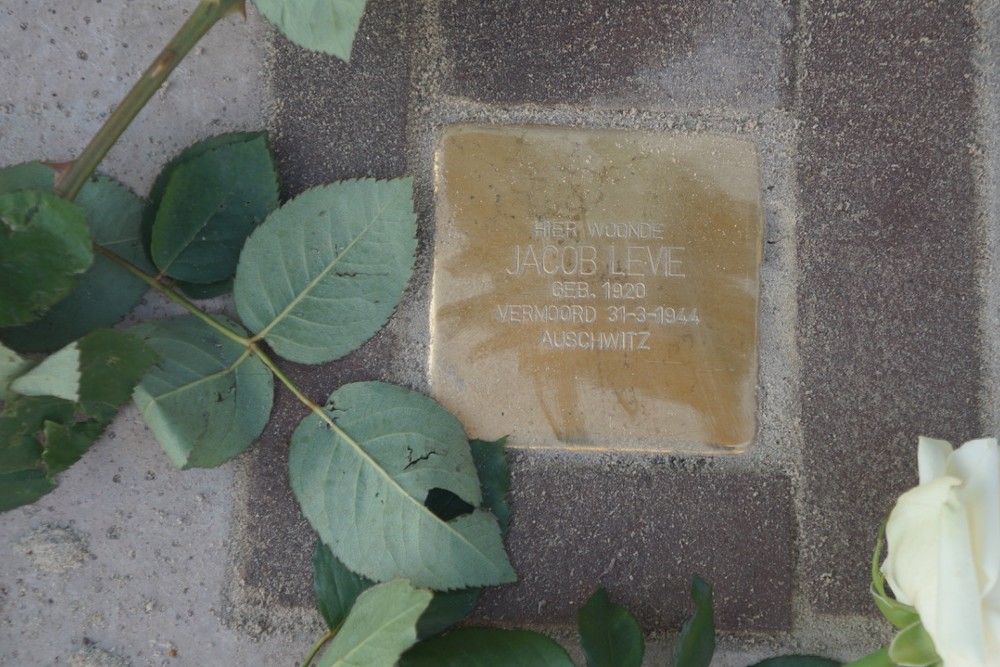 HIER WOONDE
JACOB LEVIE
GEB. 1920
VERMOORD 31-3-1944
AUSCHWITZ